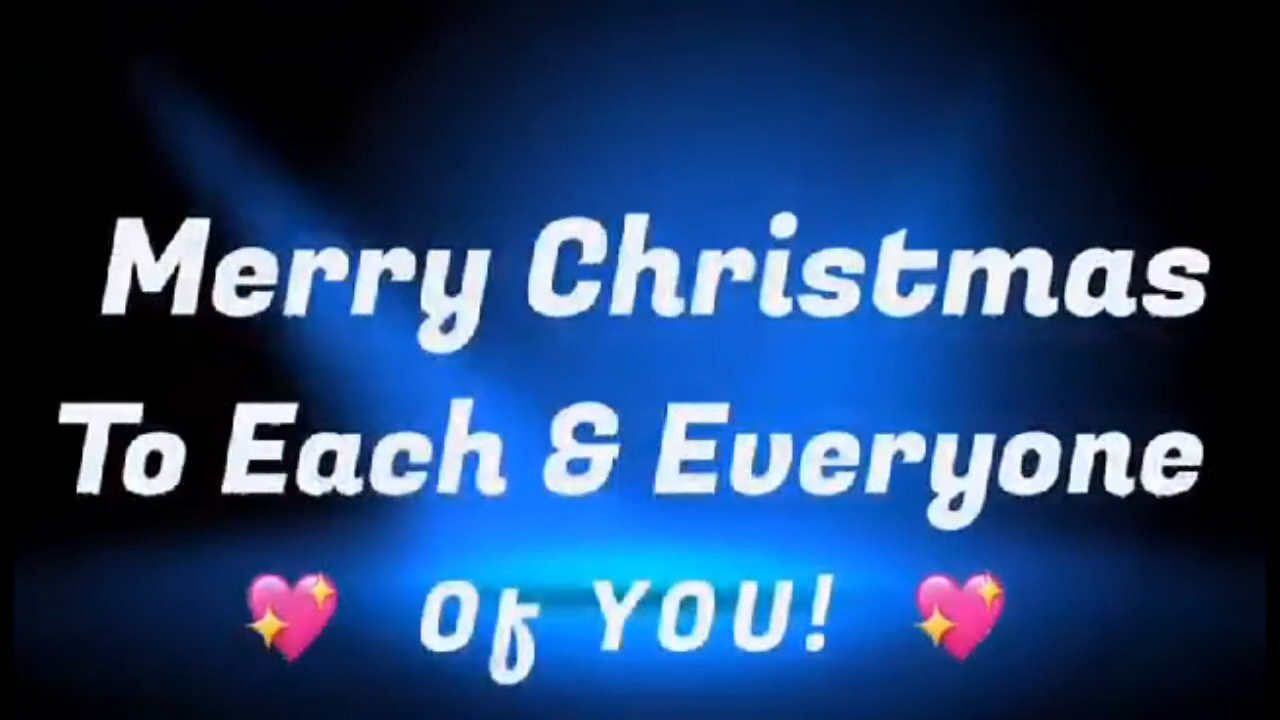 Merry Christmas
To Each & Everyone
💖 Of YOU! 💖